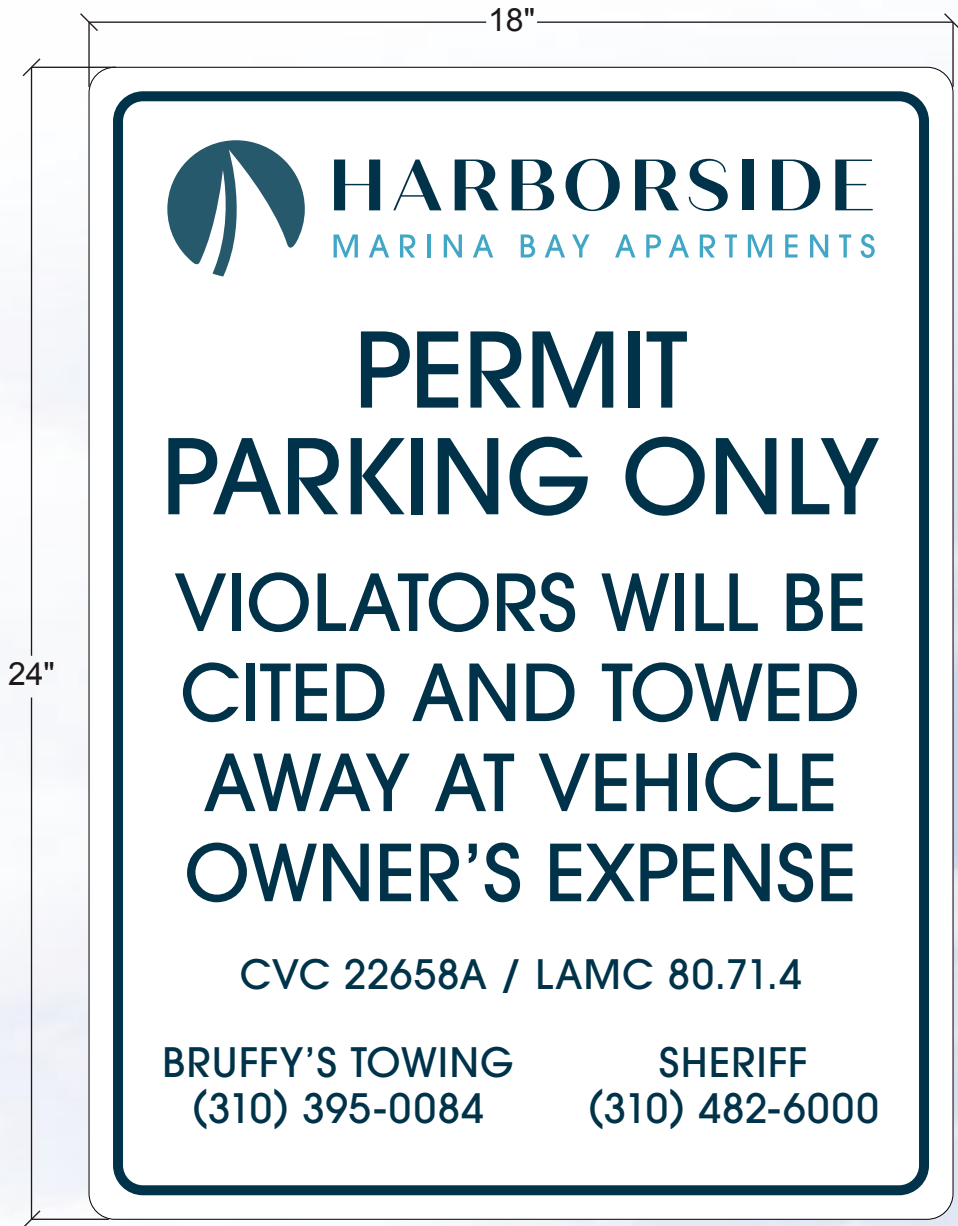 18"
HARBORSIDE
MARINA BAY APARTMENTS
PERMIT
PARKING ONLY
VIOLATORS WILL BE
CITED AND TOWED
24"
AWAY AT VEHICLE
OWNER’S EXPENSE
CVC 22658A / LAMC 80.71.4
BRUFFY’S TOWING
(310) 395-0084
SHERIFF
(310) 482-6000